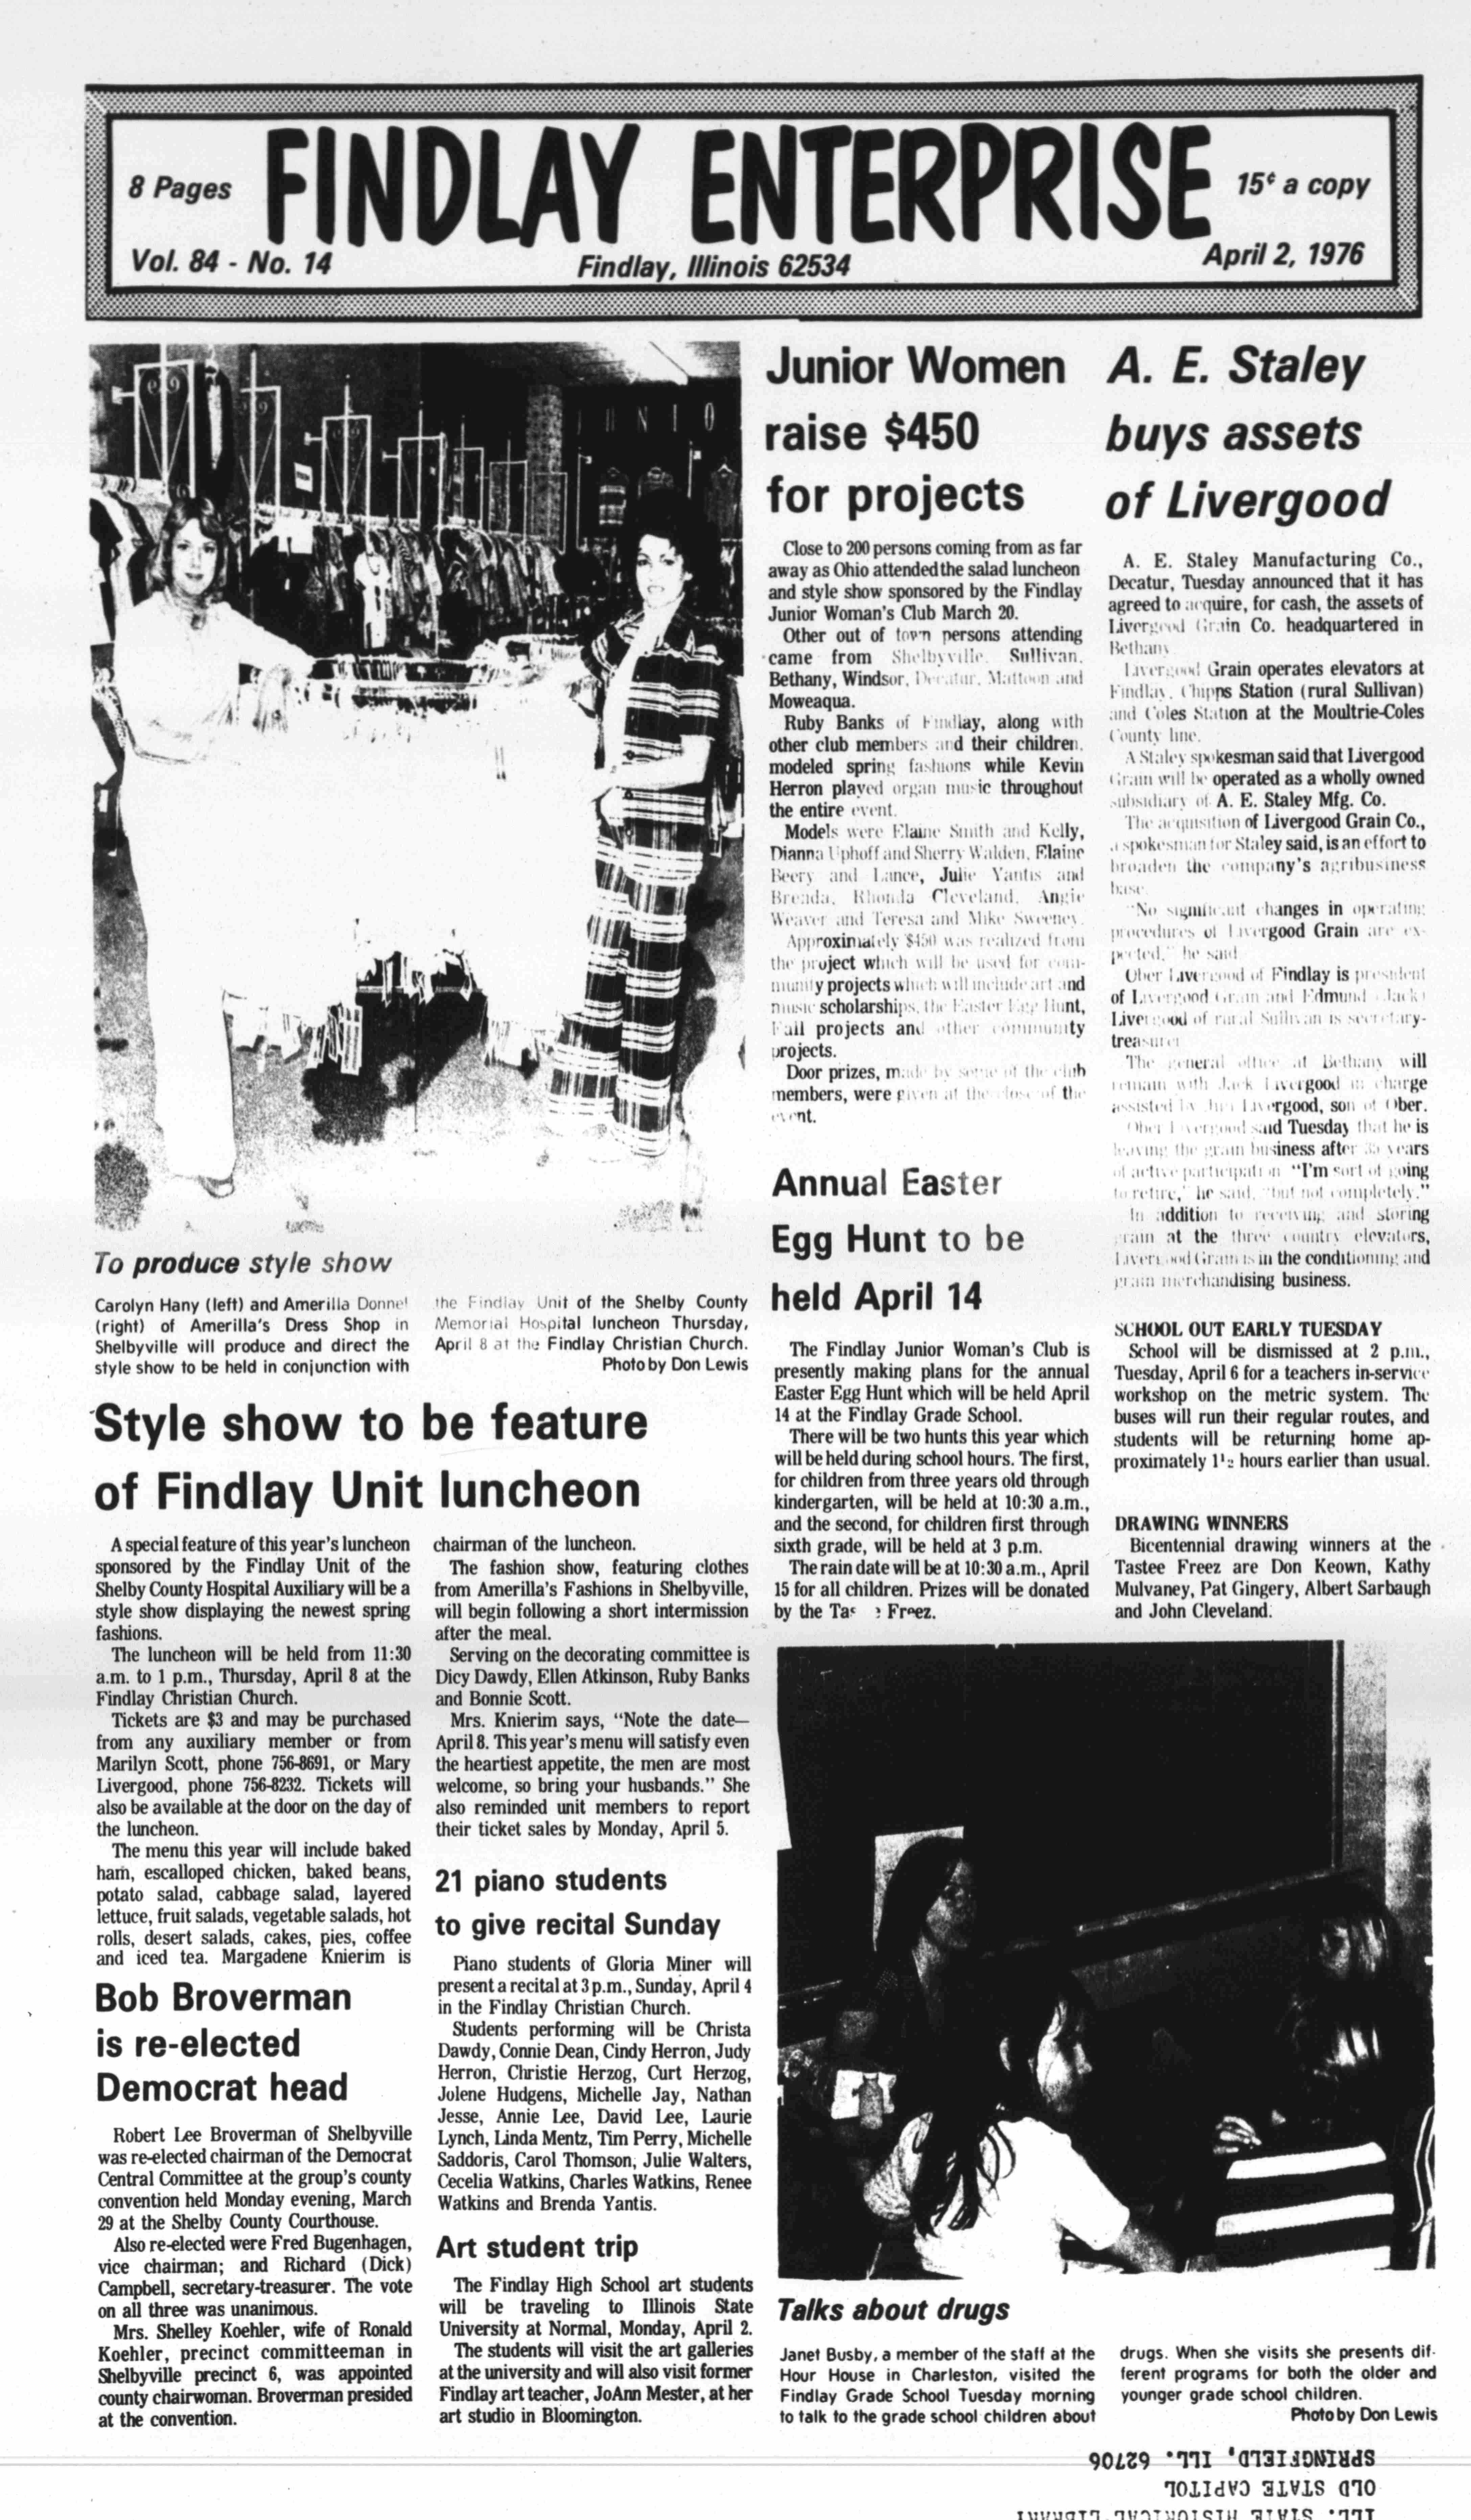 8 Pages
FINDLAY ENTERPRISE
15¢ a copy
Vol. 84 - No. 14
Findlay, Illinois 62534
April 2, 1976
To produce style show
Carolyn Hany (left) and Amerilla Donnel
(right) of Amerilla's Dress Shop in
Shelbyville will produce and direct the
style show to be held in conjunction with
the Findlay Unit of the Shelby County
Memorial Hospital luncheon Thursday,
April 8 at the Findlay Christian Church.
Photo by Don Lewis
Style show to be feature
of Findlay Unit luncheon
A special feature of this year's luncheon
sponsored by the Findlay Unit of the
Shelby County Hospital Auxiliary will be a
style show displaying the newest spring
fashions.
The luncheon will be held from 11:30
a.m. to 1 p.m., Thursday, April 8 at the
Findlay Christian Church.
Tickets are $3 and may be purchased
from any auxiliary member or from
Marilyn Scott, phone 756-8691, or Mary
Livergood, phone 756-8232. Tickets will
also be available at the door on the day of
the luncheon.
The menu this year will include baked
ham, escalloped chicken, baked beans,
potato salad, cabbage salad, layered
lettuce, fruit salads, vegetable salads, hot
rolls, desert salads, cakes, pies, coffee
and iced tea. Margadene Knierim is
chairman of the luncheon.
The fashion show, featuring clothes
from Amerilla's Fashions in Shelbyville,
will begin following a short intermission
after the meal.
Serving on the decorating committee is
Dicy Dawdy, Ellen Atkinson, Ruby Banks
and Bonnie Scott.
Mrs. Knierim says, "Note the date—
April 8. This year's menu will satisfy even
the heartiest appetite, the men are most
welcome, so bring your husbands." She
also reminded unit members to report
their ticket sales by Monday, April 5.
Bob Broverman
is re-elected
Democrat head
Robert Lee Broverman of Shelbyville
was re-elected chairman of the Democrat
Central Committee at the group's county
convention held Monday evening, March
29 at the Shelby County Courthouse.
Also re-elected were Fred Bugenhagen,
vice chairman; and Richard (Dick)
Campbell, secretary-treasurer. The vote
on all three was unanimous.
Mrs. Shelley Koehler, wife of Ronald
Koehler, precinct committeeman in
Shelbyville precinct 6, was appointed
county chairwoman. Broverman presided
at the convention.
21 piano students
to give recital Sunday
Piano students of Gloria Miner will
present a recital at 3 p.m., Sunday, April 4
in the Findlay Christian Church.
Students performing will be Christa
Dawdy, Connie Dean, Cindy Herron, Judy
Herron, Christie Herzog, Curt Herzog,
Jolene Hudgens, Michelle Jay, Nathan
Jesse, Annie Lee, David Lee, Laurie
Lynch, Linda Mentz, Tim Perry, Michelle
Saddoris, Carol Thomson, Julie Walters,
Cecelia Watkins, Charles Watkins, Renee
Watkins and Brenda Yantis.
Art student trip
The Findlay High School art students
will be traveling to Illinois State
University at Normal, Monday, April 2.
The students will visit the art galleries
at the university and will also visit former
Findlay art teacher, JoAnn Mester, at her
art studio in Bloomington.
Junior Women
raise $450
for projects
Close to 200 persons coming from as far
away as Ohio attended the salad luncheon
and style show sponsored by the Findlay
Junior Woman's Club March 20.
Other out of town persons attending
came from Shelbyville, Sullivan,
Bethany, Windsor, Decatur, Mattoon and
Moweaqua.
Ruby Banks of Findlay, along with
other club members and their children,
modeled spring fashions while Kevin
Herron played organ music throughout
the entire event.
Models were Elaine Smith and Kelly,
Dianna Uphoff and Sherry Walden, Elaine
Beery and Lance, Julie Yantis and
Brenda, Rhonda Cleveland, Angie
Weaver and Teresa and Mike Sweeney.
Approximately $450 was realized from
the project which will be used for com-
munity projects which will include art and
music scholarships, the Easter Egg Hunt,
Fall projects and other community
projects.
Door prizes, made by some of the club
members, were given at the close of the
event.
Annual Easter
Egg Hunt to be
held April 14
The Findlay Junior Woman's Club is
presently making plans for the annual
Easter Egg Hunt which will be held April
14 at the Findlay Grade School.
There will be two hunts this year which
will be held during school hours. The first,
for children from three years old through
kindergarten, will be held at 10:30 a.m.,
and the second, for children first through
sixth grade, will be held at 3 p.m.
The rain date will be at 10:30 a.m., April
15 for all children. Prizes will be donated
by the Freez.
A. E. Staley
buys assets
of Livergood
A. E. Staley Manufacturing Co.,
Decatur, Tuesday announced that it has
agreed to acquire, for cash, the assets of
Livergood Grain Co. headquartered in
Bethany.
Livergood Grain operates elevators at
Findlay, Chipps Station (rural Sullivan)
and Coles Station at the Moultrie-Coles
County line.
A Staley spokesman said that Livergood
Grain will be operated as a wholly owned
subsidiary of A. E. Staley Mfg. Co.
The acquisition of Livergood Grain Co.,
a spokesman for Staley said, is an effort to
broaden the company's agribusiness
base.
"No significant changes in operating
procedures of Livergood Grain are ex-
pected," he said.
Ober Livergood of Findlay is president
of Livergood Grain and Edmund (Jack)
Livergood of rural Sullivan is secretary-
treasurer.
The general office at Bethany will
remain with Jack Livergood in charge
assisted by Livergood, son of Ober.
Ober Livergood said Tuesday that he is
leaving the grain business after 35 years
of active participation. "I'm sort of going
to retire," he said, "but not completely."
In addition to receiving and storing
grain at the three country elevators,
Livergood Grain is in the conditioning and
grain merchandising business.
SCHOOL OUT EARLY TUESDAY
School will be dismissed at 2 p.m.,
Tuesday, April 6 for a teachers in-service
workshop on the metric system. The
buses will run their regular routes, and
students will be returning home ap-
proximately 1½ hours earlier than usual.
DRAWING WINNERS
Bicentennial drawing winners at the
Tastee Freez are Don Keown, Kathy
Mulvaney, Pat Gingery, Albert Sarbaugh
and John Cleveland.
Talks about drugs
Janet Busby, a member of the staff at the
Hour House in Charleston, visited the
Findlay Grade School Tuesday morning
to talk to the grade school children about
drugs. When she visits she presents dif-
ferent programs for both the older and
younger grade school children.
Photo by Don Lewis
ILL. STATE HISTORICAL LIBRARY
OLD STATE CAPITOL
SPRINGFIELD, ILL. 62706